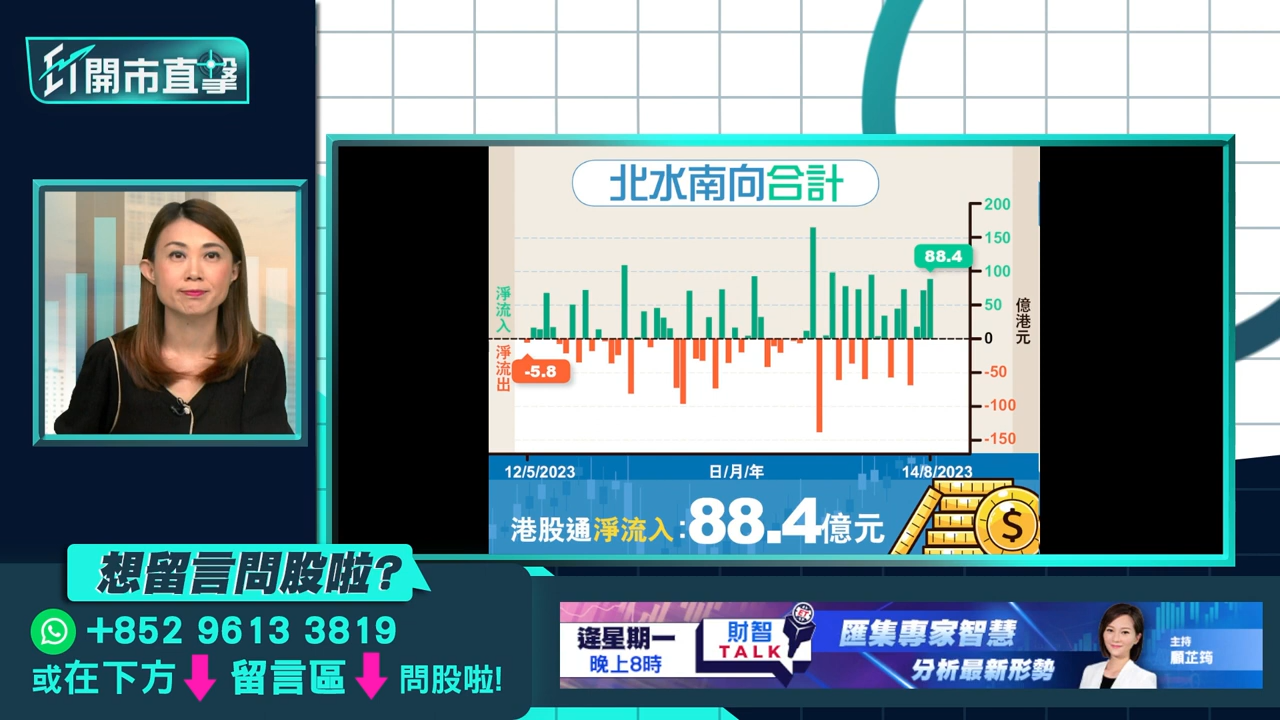 ET開市直擊
北水南向合計
200
150
100
50
0
-50
-100
-150
88.4
-5.8
淨流入
淨流出
億港元
12/5/2023 日/月/年 14/8/2023
港股通淨流入:88.4億元
想留言問股啦?
+852 9613 3819
或在下方 留言區 問股啦!
逢星期一
晚上8時
財智
TALK
匯集專家智慧
分析最新形勢
主持
顧芷筠